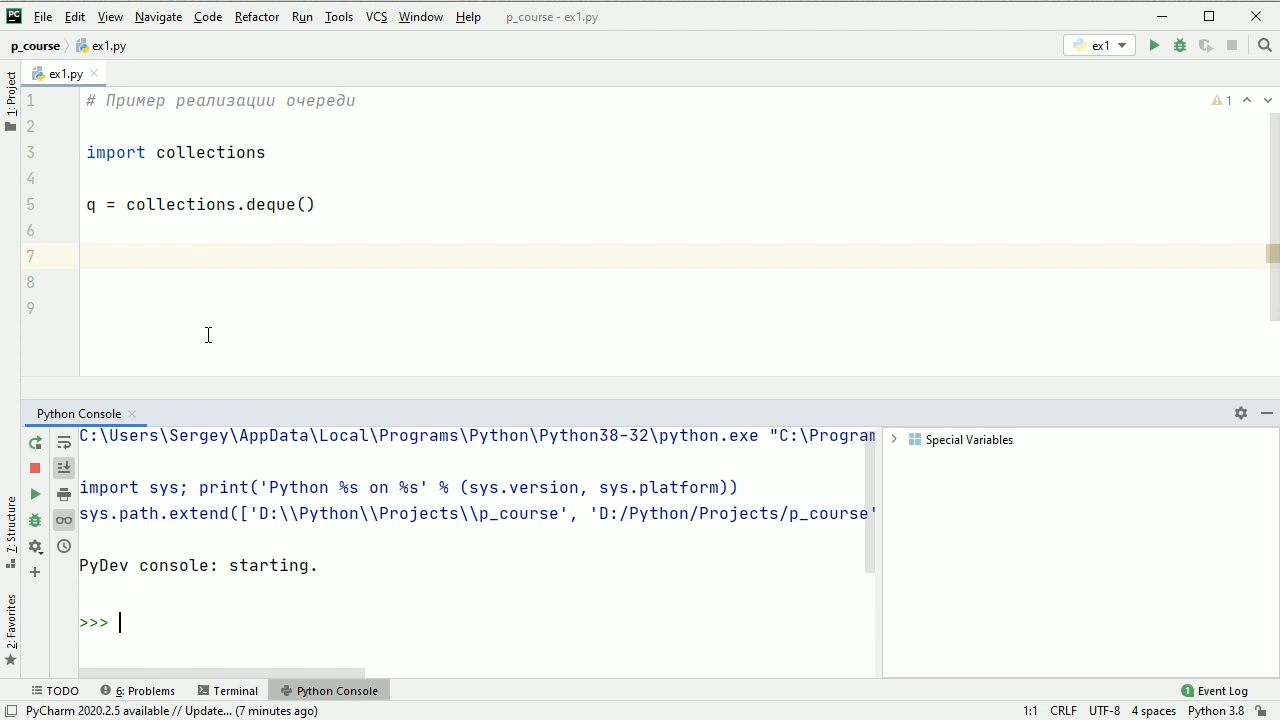 PC File Edit View Navigate Code Refactor Run Tools VCS Window Help p_course - ex1.py
p_course ex1.py ex1
1: Project
ex1.py
1 # Пример реализации очереди
1
2
3 import collections
4
5 q = collections.deque()
6
7
8
9
Python Console
C:\Users\Sergey\AppData\Local\Programs\Python\Python38-32\python.exe "C:\Program
Special Variables
import sys; print('Python %s on %s' % (sys.version, sys.platform))
sys.path.extend(['D:\\Python\\Projects\\p_course', 'D:/Python/Projects/p_course'
PyDev console: starting.
>>>
7: Structure
2: Favorites
TODO 6: Problems Terminal Python Console 1 Event Log
PyCharm 2020.2.5 available // Update... (7 minutes ago) 1:1 CRLF UTF-8 4 spaces Python 3.8